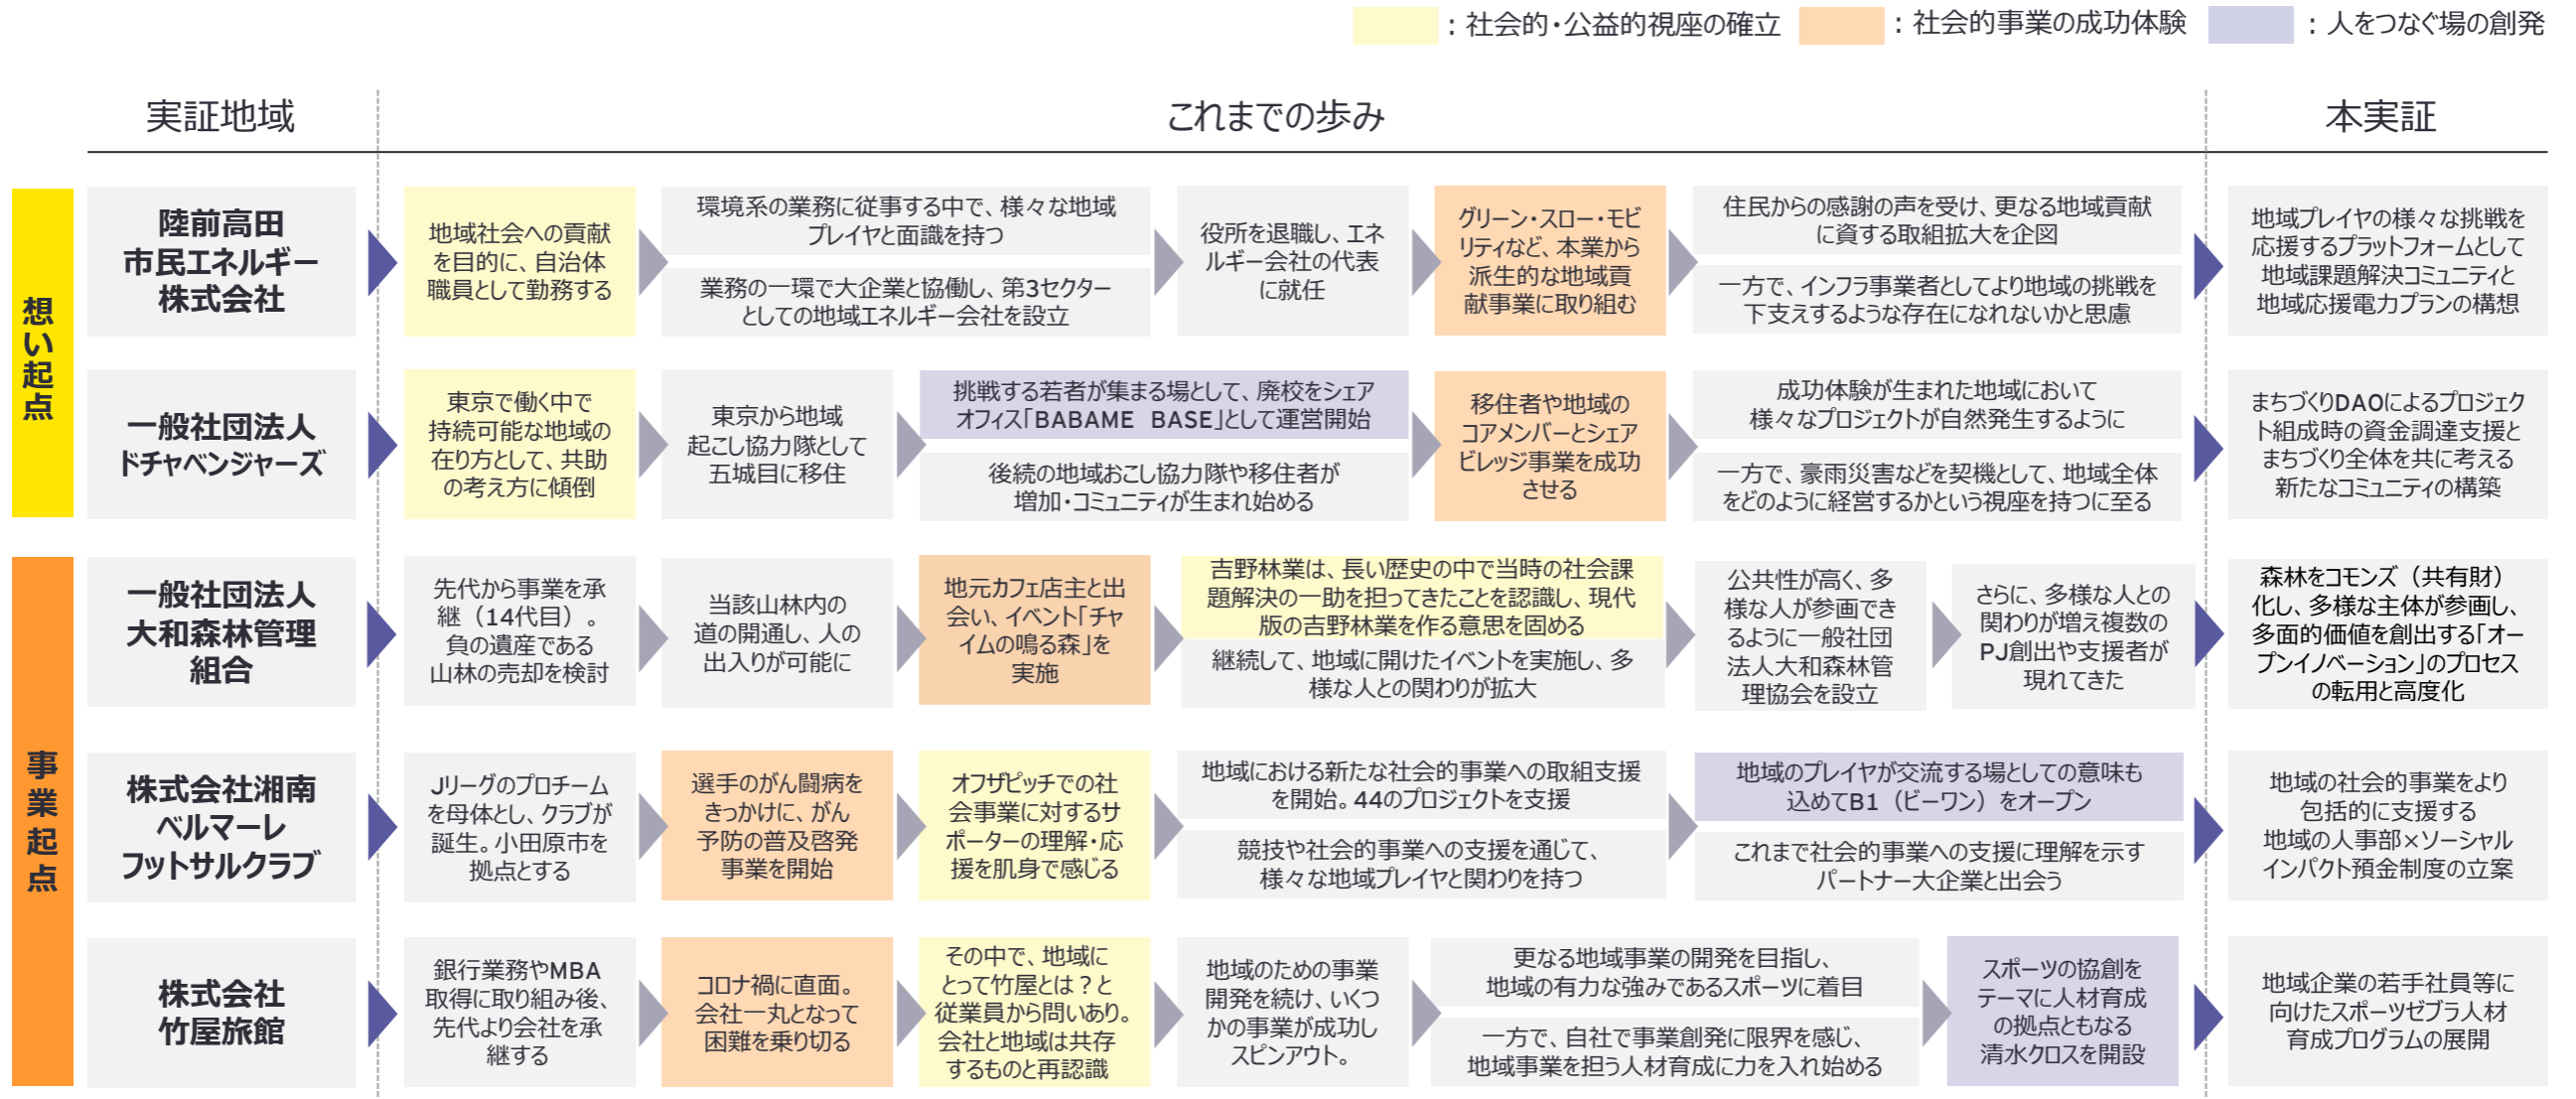 ：社会的・公益的視座の確立
：社会的事業の成功体験
：人をつなぐ場の創発
実証地域
これまでの歩み
本実証
想い起点
陸前高田
市民エネルギー
株式会社
地域社会への貢献
を目的に、自治体
職員として勤務する
環境系の業務に従事する中で、様々な地域
プレイヤと面識を持つ
業務の一環で大企業と協働し、第3セクター
としての地域エネルギー会社を設立
役所を退職し、エネ
ルギー会社の代表
に就任
グリーン・スロー・モビ
リティなど、本業から
派生的な地域貢
献事業に取り組む
住民からの感謝の声を受け、更なる地域貢献
に資する取組拡大を企図
一方で、インフラ事業者としてより地域の挑戦を
下支えするような存在になれないかと思慮
地域プレイヤの様々な挑戦を
応援するプラットフォームとして
地域課題解決コミュニティと
地域応援電力プランの構想
一般社団法人
ドチャベンジャーズ
東京で働く中で
持続可能な地域の
在り方として、共助
の考え方に傾倒
東京から地域
起こし協力隊として
五城目に移住
挑戦する若者が集まる場として、廃校をシェア
オフィス「BABAME　BASE」として運営開始
後続の地域おこし協力隊や移住者が
増加・コミュニティが生まれ始める
移住者や地域の
コアメンバーとシェア
ビレッジ事業を成功
させる
成功体験が生まれた地域において
様々なプロジェクトが自然発生するように
一方で、豪雨災害などを契機として、地域全体
をどのように経営するかという視座を持つに至る
まちづくりDAOによるプロジェク
ト組成時の資金調達支援と
まちづくり全体を共に考える
新たなコミュニティの構築
事業起点
一般社団法人
大和森林管理
組合
先代から事業を承
継（14代目）。
負の遺産である
山林の売却を検討
当該山林内の
道の開通し、人の
出入りが可能に
地元カフェ店主と出
会い、イベント「チャ
イムの鳴る森」を
実施
吉野林業は、長い歴史の中で当時の社会課
題解決の一助を担ってきたことを認識し、現代
版の吉野林業を作る意思を固める
継続して、地域に開けたイベントを実施し、多
様な人との関わりが拡大
公共性が高く、多
様な人が参画でき
るように一般社団
法人大和森林管
理協会を設立
さらに、多様な人との
関わりが増え複数の
PJ創出や支援者が
現れてきた
森林をコモンズ（共有財）
化し、多様な主体が参画し、
多面的価値を創出する「オー
プンイノベーション」のプロセス
の転用と高度化
株式会社湘南
ベルマーレ
フットサルクラブ
Jリーグのプロチーム
を母体とし、クラブが
誕生。小田原市を
拠点とする
選手のがん闘病を
きっかけに、がん
予防の普及啓発
事業を開始
オフザピッチでの社
会事業に対するサ
ポーターの理解・応
援を肌身で感じる
地域における新たな社会的事業への取組支援
を開始。44のプロジェクトを支援
競技や社会的事業への支援を通じて、
様々な地域プレイヤと関わりを持つ
地域のプレイヤが交流する場としての意味も
込めてB1（ビーワン）をオープン
これまで社会的事業への支援に理解を示す
パートナー大企業と出会う
地域の社会的事業をより
包括的に支援する
地域の人事部×ソーシャル
インパクト預金制度の立案
株式会社
竹屋旅館
銀行業務やMBA
取得に取り組み後、
先代より会社を承
継する
コロナ禍に直面。
会社一丸となって
困難を乗り切る
その中で、地域に
とって竹屋とは？と
従業員から問いあり。
会社と地域は共存
するものと再認識
地域のための事業
開発を続け、いくつ
かの事業が成功し
スピンアウト。
更なる地域事業の開発を目指し、
地域の有力な強みであるスポーツに着目
一方で、自社で事業創発に限界を感じ、
地域事業を担う人材育成に力を入れ始める
スポーツの協創を
テーマに人材育成
の拠点ともなる
清水クロスを開設
地域企業の若手社員等に
向けたスポーツゼブラ人材
育成プログラムの展開